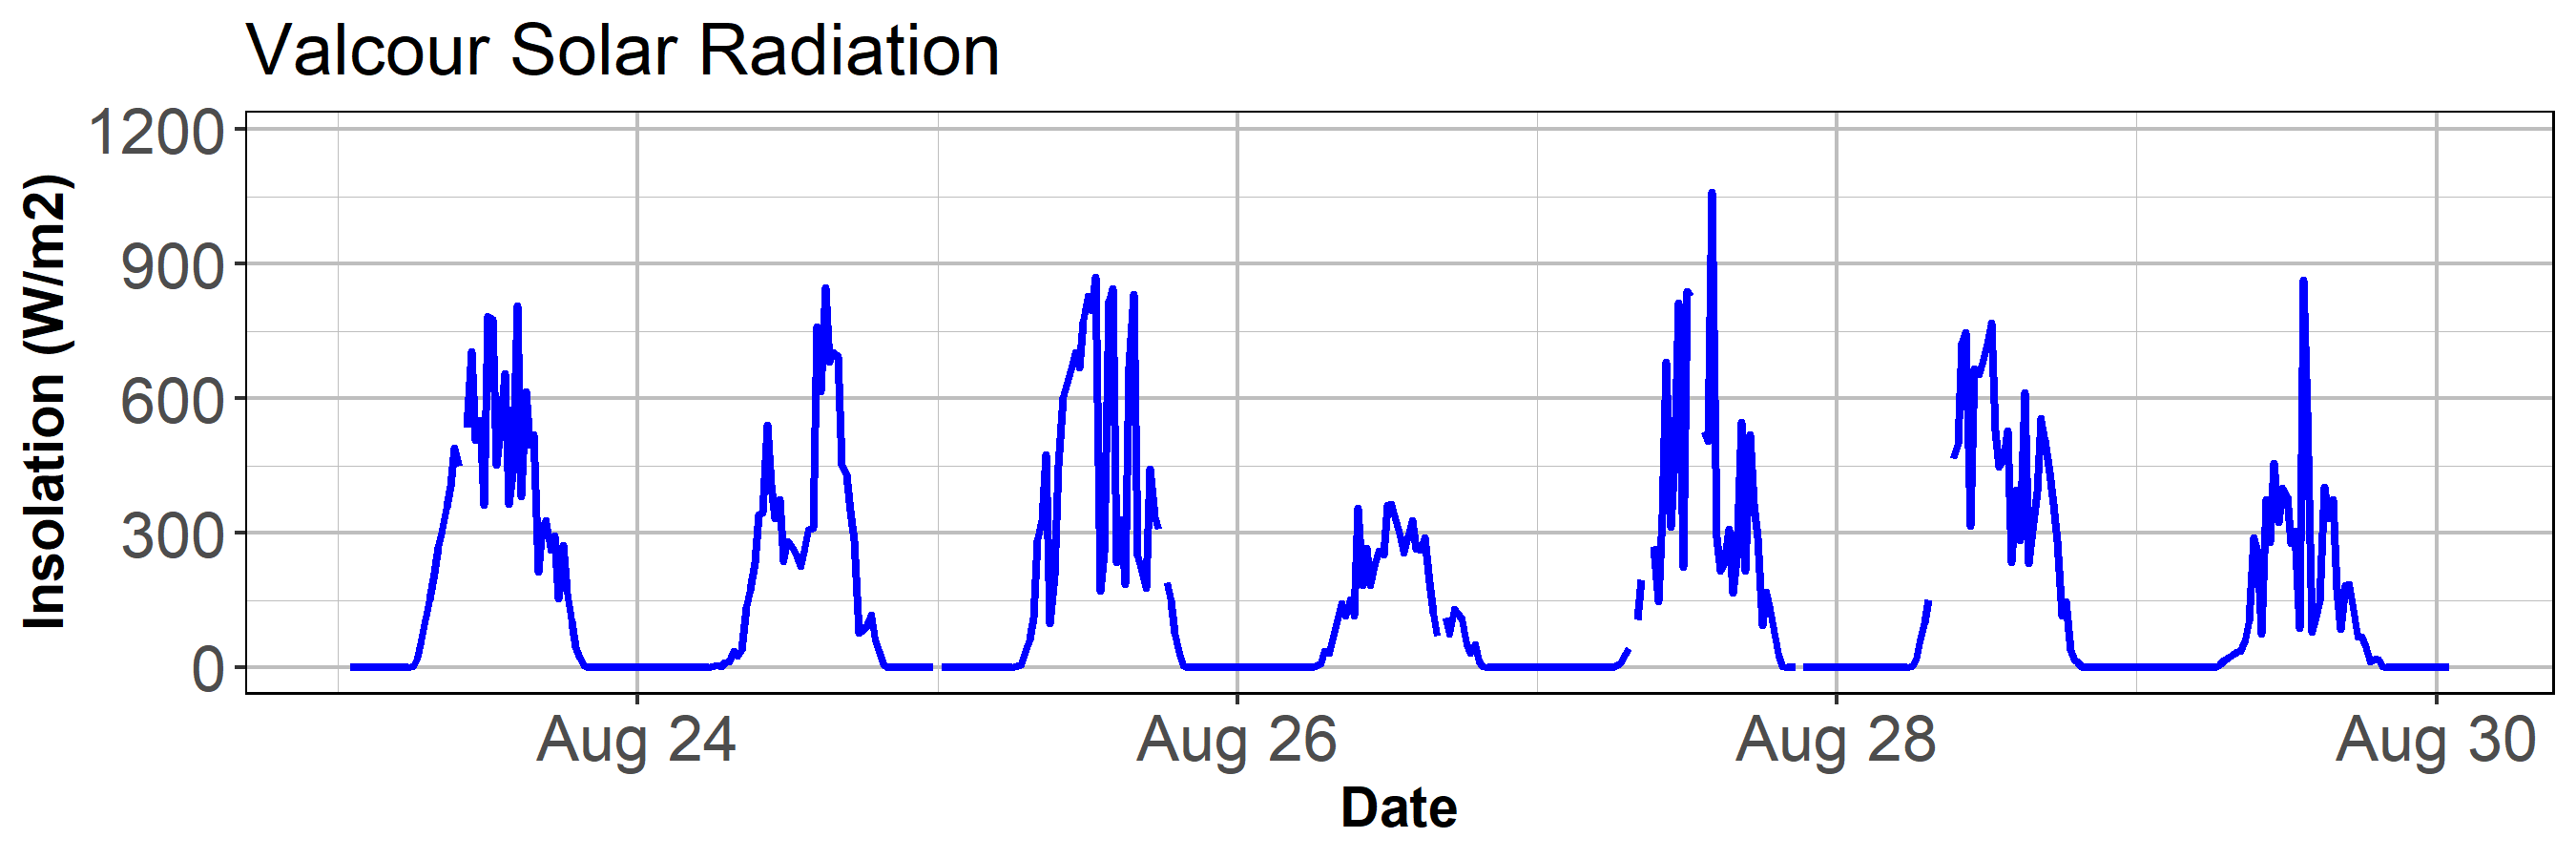 Valcour Solar Radiation
1200
900
600
300
0
Insolation (W/m2)
Aug 24 Aug 26 Aug 28 Aug 30
Date